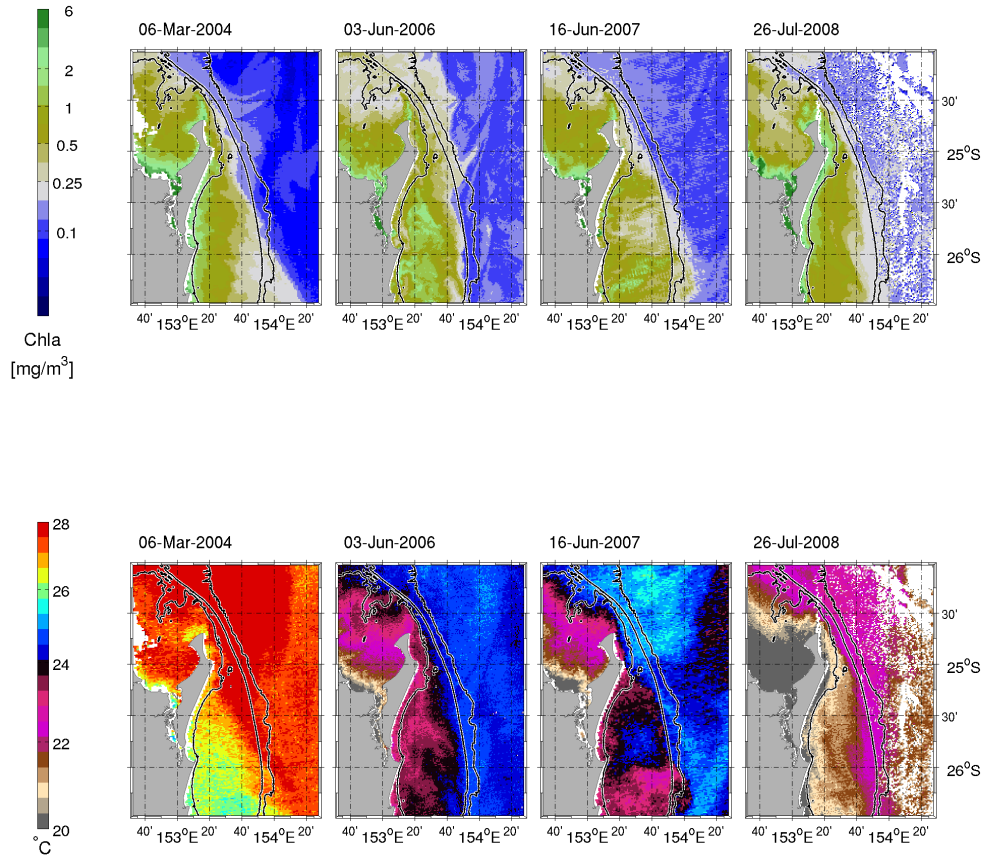 6
2
1
0.5
0.25
0.1
Chla
[mg/m³]
06-Mar-2004
03-Jun-2006
16-Jun-2007
26-Jul-2008
30'
25°S
30'
26°S
40' 153°E 20' 40' 154°E 20'
40' 153°E 20' 40' 154°E 20'
40' 153°E 20' 40' 154°E 20'
40' 153°E 20' 40' 154°E 20'
28
26
24
22
20
°C
06-Mar-2004
03-Jun-2006
16-Jun-2007
26-Jul-2008
30'
25°S
30'
26°S
40' 153°E 20' 40' 154°E 20'
40' 153°E 20' 40' 154°E 20'
40' 153°E 20' 40' 154°E 20'
40' 153°E 20' 40' 154°E 20'